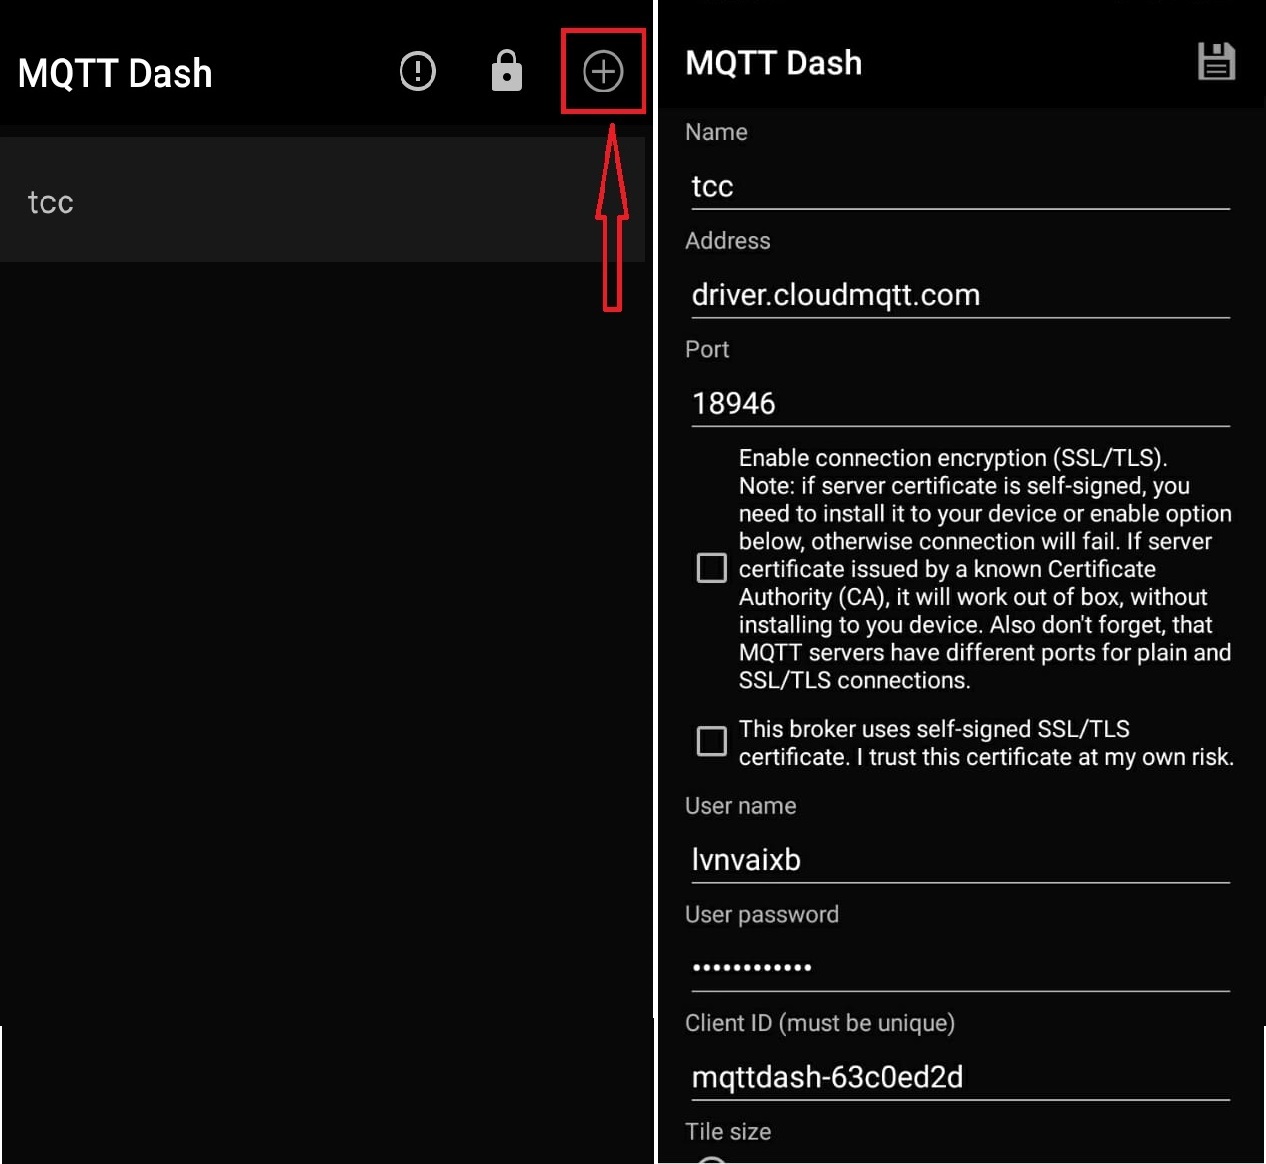 MQTT Dash
tcc
MQTT Dash
Name
tcc
Address
driver.cloudmqtt.com
Port
18946
Enable connection encryption (SSL/TLS).
Note: if server certificate is self-signed, you
need to install it to your device or enable option
below, otherwise connection will fail. If server
certificate issued by a known Certificate
Authority (CA), it will work out of box, without
installing to you device. Also don't forget, that
MQTT servers have different ports for plain and
SSL/TLS connections.
This broker uses self-signed SSL/TLS
certificate. I trust this certificate at my own risk.
User name
lvnvaixb
User password
••••••••••••
Client ID (must be unique)
mqttdash-63c0ed2d
Tile size